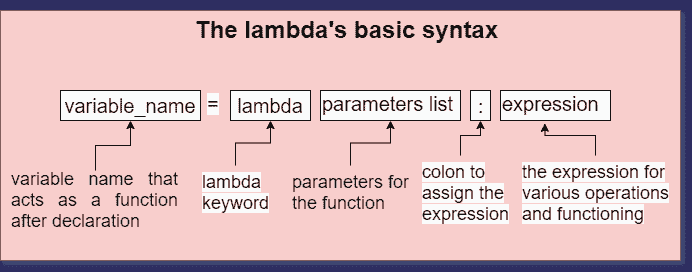 The lambda's basic syntax
variable_name = lambda parameters list : expression
variable name that
acts as a function
after declaration
lambda
keyword
parameters for
the function
colon to
assign the
expression
the expression for
various operations
and functioning